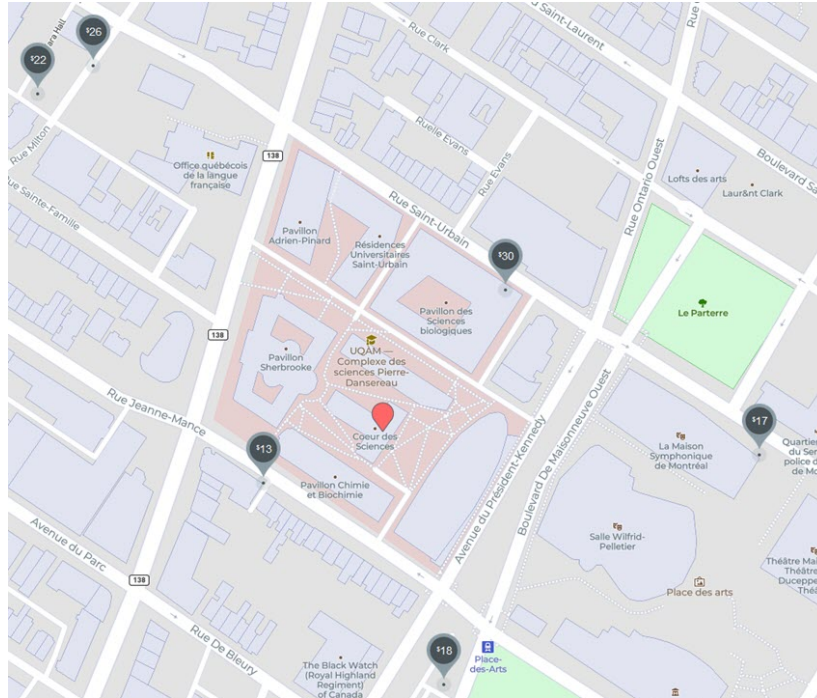 Rue Saint-Laurent
Rue Clark
$26
$22
Rue Milton
Ruelle Evans
Rue Evans
138
Office québécois
de la langue
française
Rue Sainte-Famille
Rue Saint-Urbain
Rue Ontario Ouest
Lofts des arts
Laur&nt Clark
Pavillon
Adrien-Pinard
Résidences
Universitaires
Saint-Urbain
$30
Pavillon des
Sciences
biologiques
Le Parterre
138
UQÀM —
Complexe des
sciences Pierre-
Dansereau
Pavillon
Sherbrooke
Rue Jeanne-Mance
Coeur des
Sciences
$13
$17
La Maison
Symphonique
de Montréal
Pavillon Chimie
et Biochimie
Avenue du Président-Kennedy
Boulevard De Maisonneuve Ouest
Salle Wilfrid-
Pelletier
Avenue du Parc
138
Place des arts
Rue De Bleury
$18
Place-
des-Arts
The Black Watch
(Royal Highland
Regiment)
of Canada